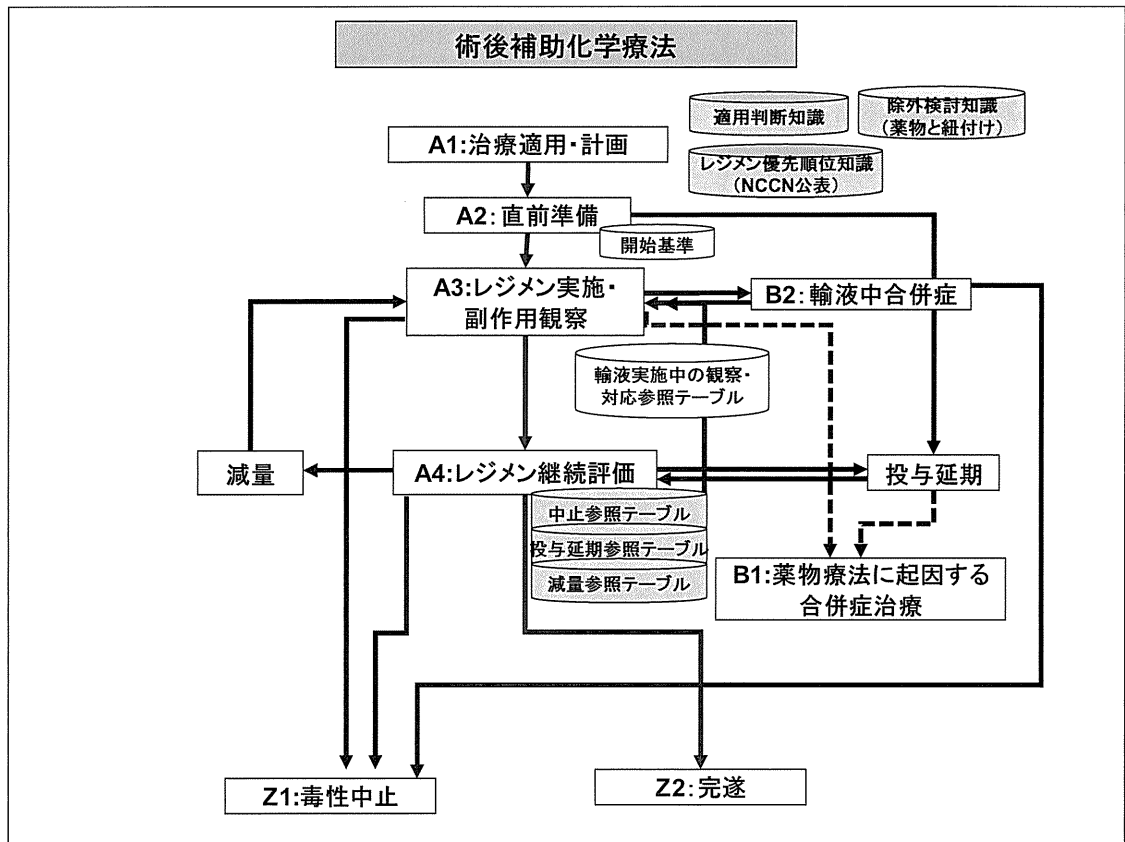 術後補助化学療法
適用判断知識
除外検討知識
(薬物と紐付け)
レジメン優先順位知識
(NCCN公表)
A1:治療適用・計画
A2:直前準備
開始基準
A3:レジメン実施・
副作用観察
B2:輸液中合併症
輸液実施中の観察・
対応参照テーブル
減量
A4:レジメン継続評価
投与延期
中止参照テーブル
投与延期参照テーブル
減量参照テーブル
B1:薬物療法に起因する
合併症治療
Z1:毒性中止
Z2:完遂